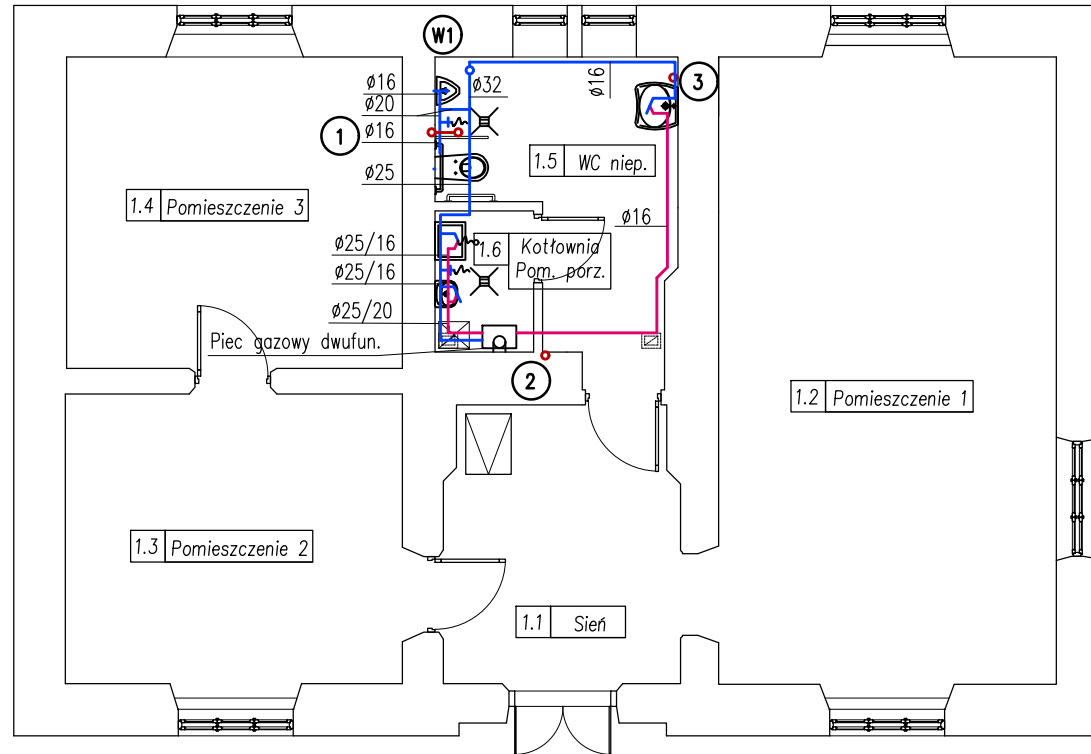 W1
ø16
ø32
ø16
3
ø20
1
ø16
ø25
1.5 WC niep.
1.4 Pomieszczenie 3
ø16
ø25/16
1.6 Kotłownia
Pom. porz.
ø25/16
ø25/20
Piec gazowy dwufun.
2
1.2 Pomieszczenie 1
1.3 Pomieszczenie 2
1.1 Sień